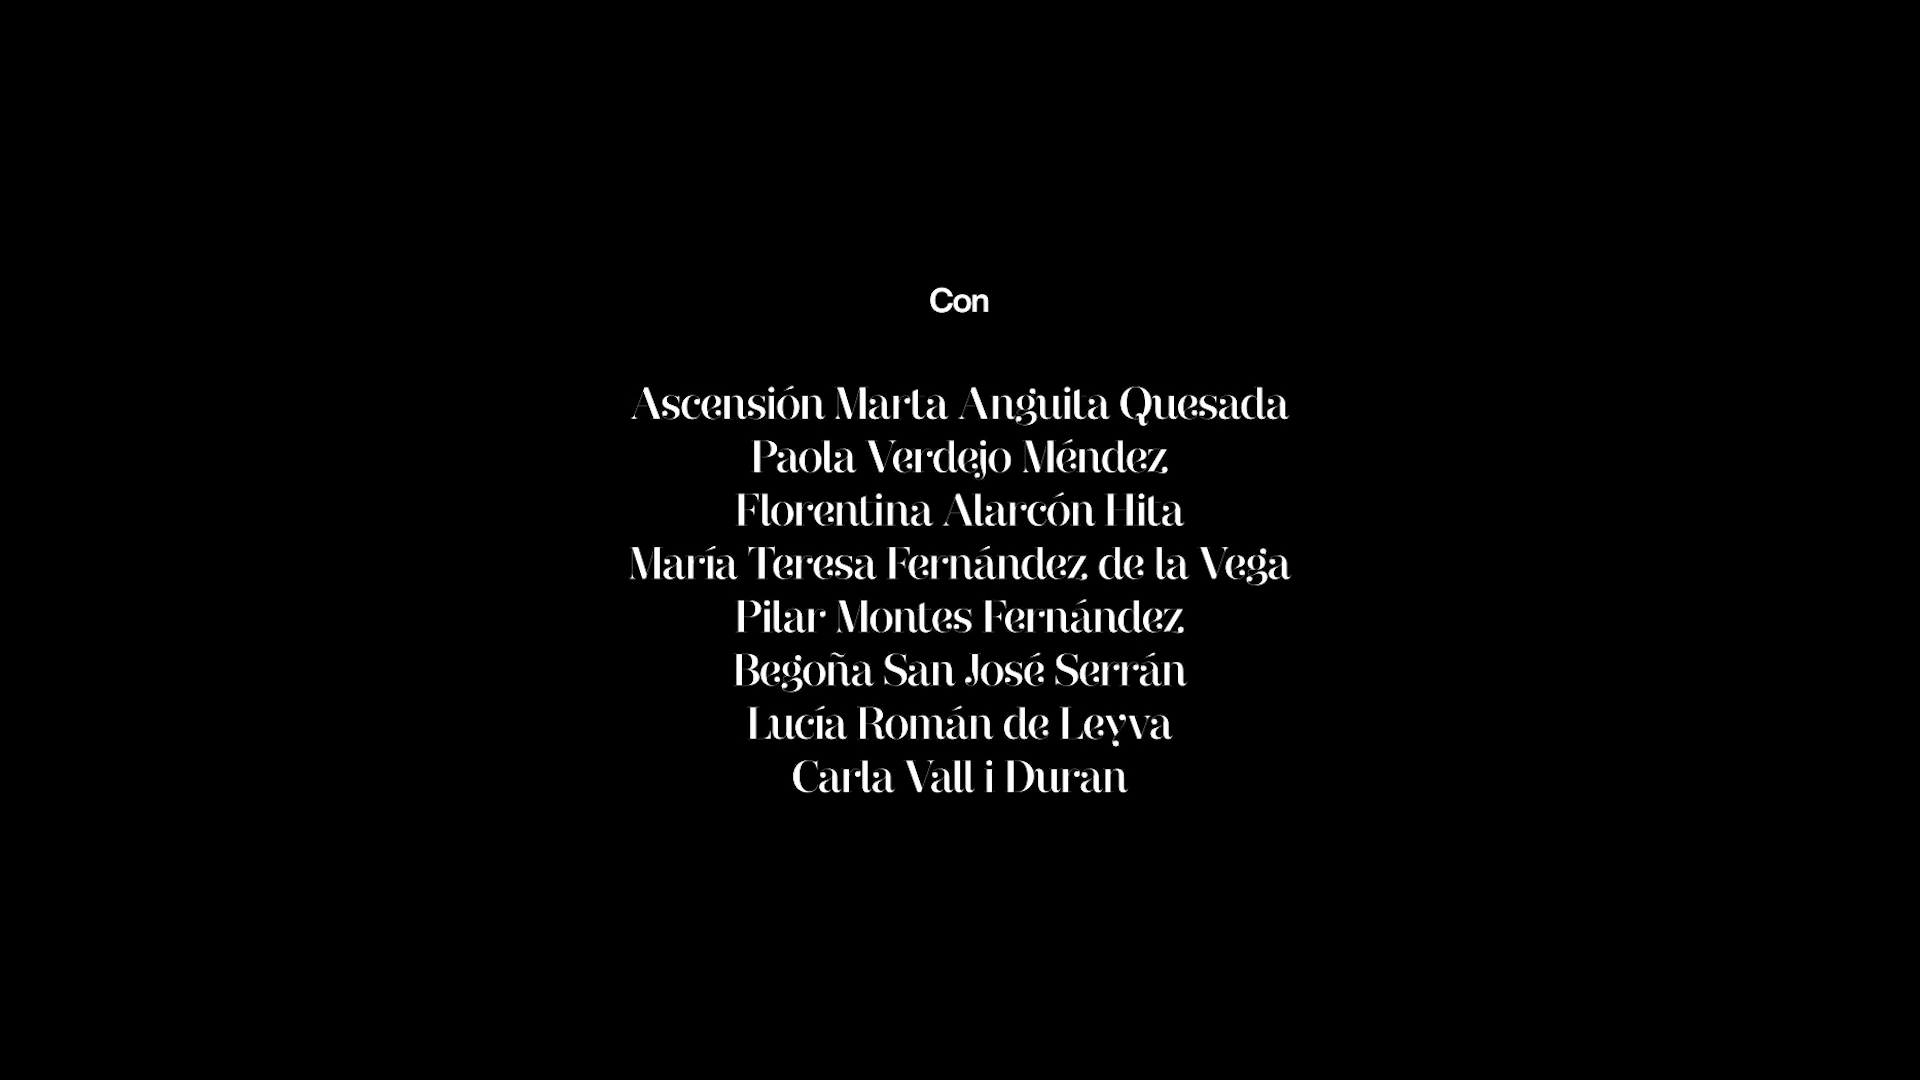 Con
Ascensión Marta Anguita Quesada
Paola Verdejo Méndez
Florentina Alarcón Hita
María Teresa Fernández de la Vega
Pilar Montes Fernández
Begoña San José Serrán
Lucía Román de Leyva
Carla Vall i Duran